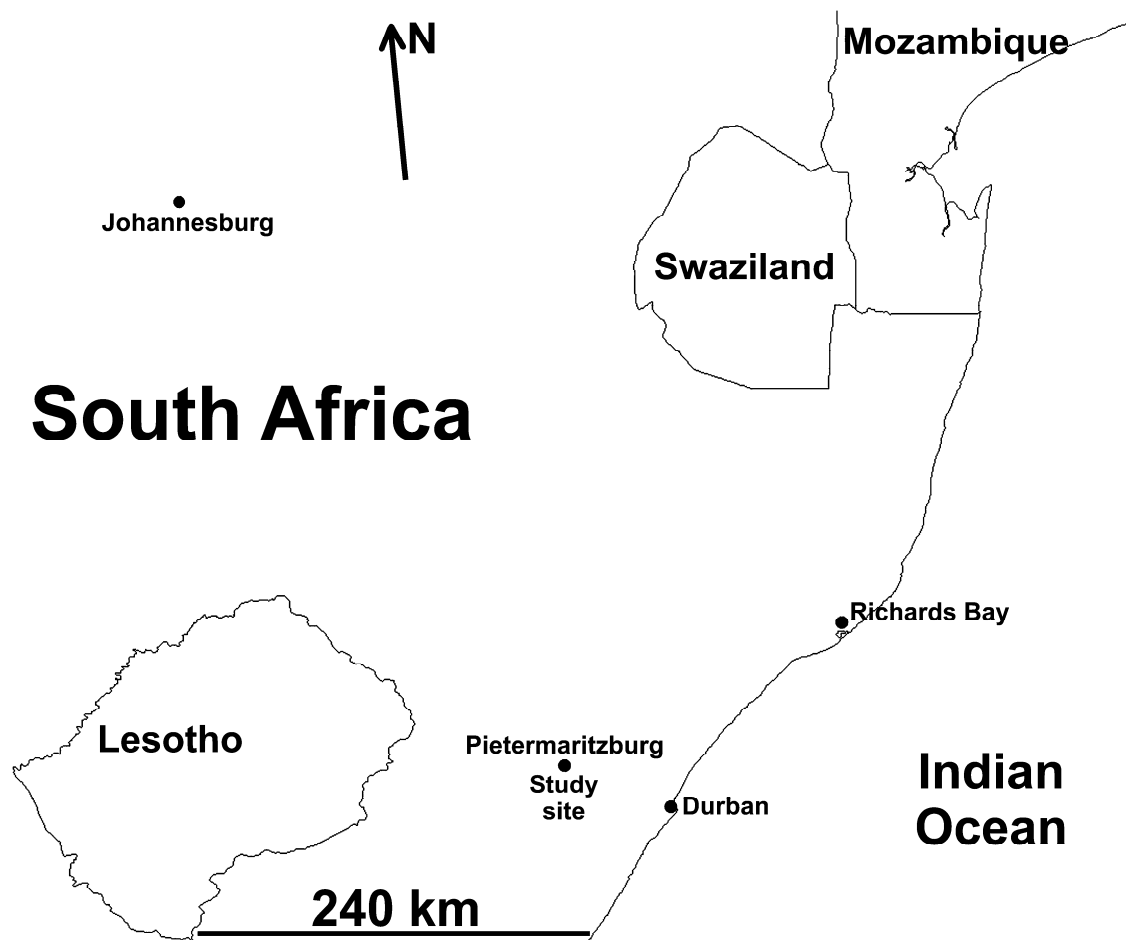 N
Mozambique
Johannesburg
Swaziland
South Africa
Richards Bay
Lesotho
Pietermaritzburg
Study
site
Durban
Indian
Ocean
240 km